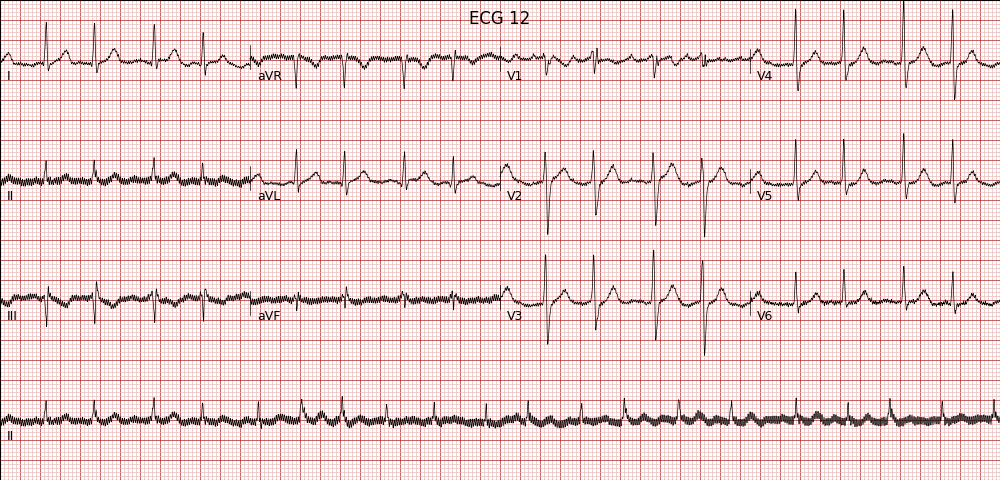 ECG 12
I aVR V1 V4
II aVL V2 V5
III aVF V3 V6
II